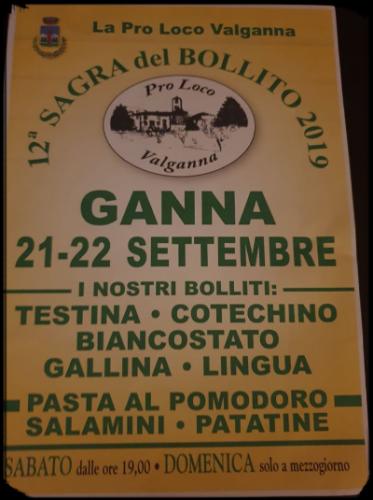 La Pro Loco Valganna
12ª SAGRA del BOLLITO 2019
Pro Loco
Valganna
GANNA
21-22 SETTEMBRE
I NOSTRI BOLLITI:
TESTINA • COTECHINO
BIANCOSTATO
GALLINA • LINGUA
PASTA AL POMODORO
SALAMINI • PATATINE
SABATO dalle ore 19,00 • DOMENICA solo a mezzogiorno